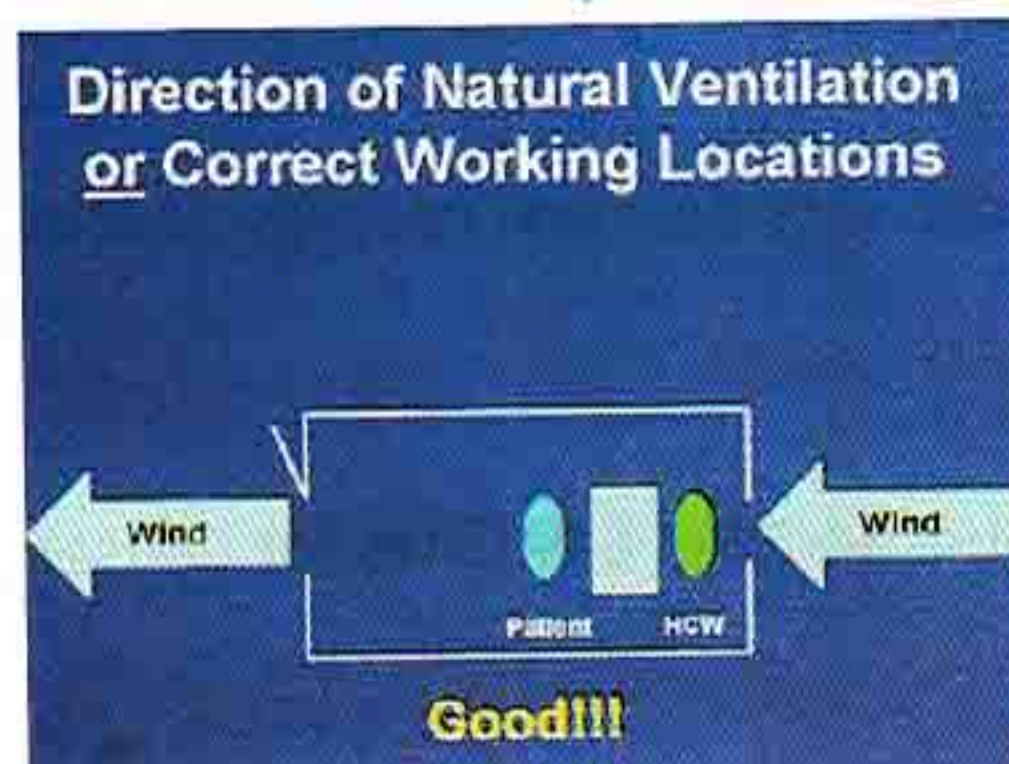 Direction of Natural Ventilation
or Correct Working Locations
Wind
Wind
Patient
HCW
Good!!!